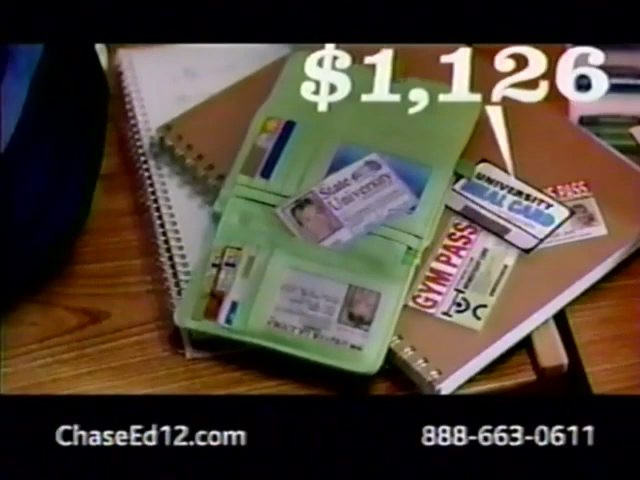 $1,126
State
University
UNIVERSITY
MEAL CARD
PASS
GYM PASS
ChaseEd12.com
888-663-0611